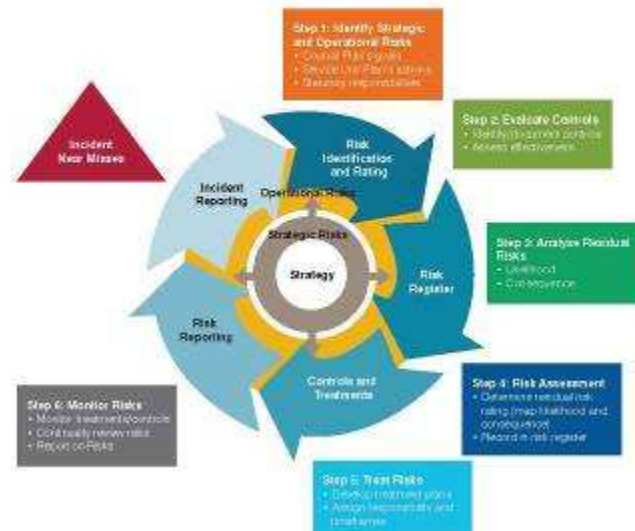 Step 1: Identify Strategic
and Operational Risks
• Council Plan goals
• Service Unit Plan's actions
• Statutory responsibilities
Step 2: Evaluate Controls
• Identify/document controls
• Assess effectiveness
Incident
Near Misses
Risk
Identification
and Rating
Incident
Reporting
Operational Risks
Strategic Risks
Strategy
Step 3: Analyse Residual
Risks
• Likelihood
• Consequence
Risk
Register
Risk
Reporting
Controls and
Treatments
Step 4: Risk Assessment
• Determine residual risk
rating (map likelihood and
consequence)
• Record in risk register
Step 6: Monitor Risks
• Monitor treatments/controls
• Continually review risks
• Report on Risks
Step 5: Treat Risks
• Develop treatment plans
• Assign responsibility and
timeframes